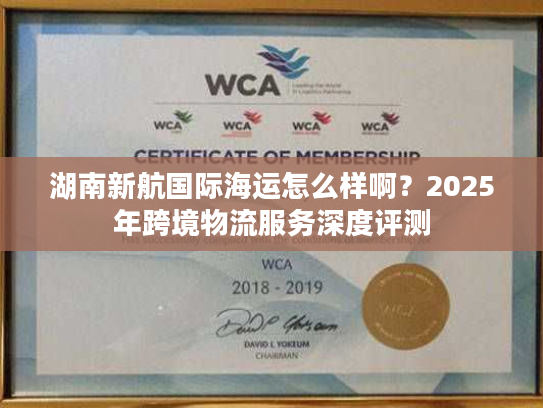 WCA
Leading the World
in Logistics Partnering
WCA WCA WCA WCA
CERTIFICATE OF MEMBERSHIP
湖南新航国际海运怎么样啊？2025
年跨境物流服务深度评测
WCA
2018 - 2019
DAVID L YOKEUM
CHAIRMAN